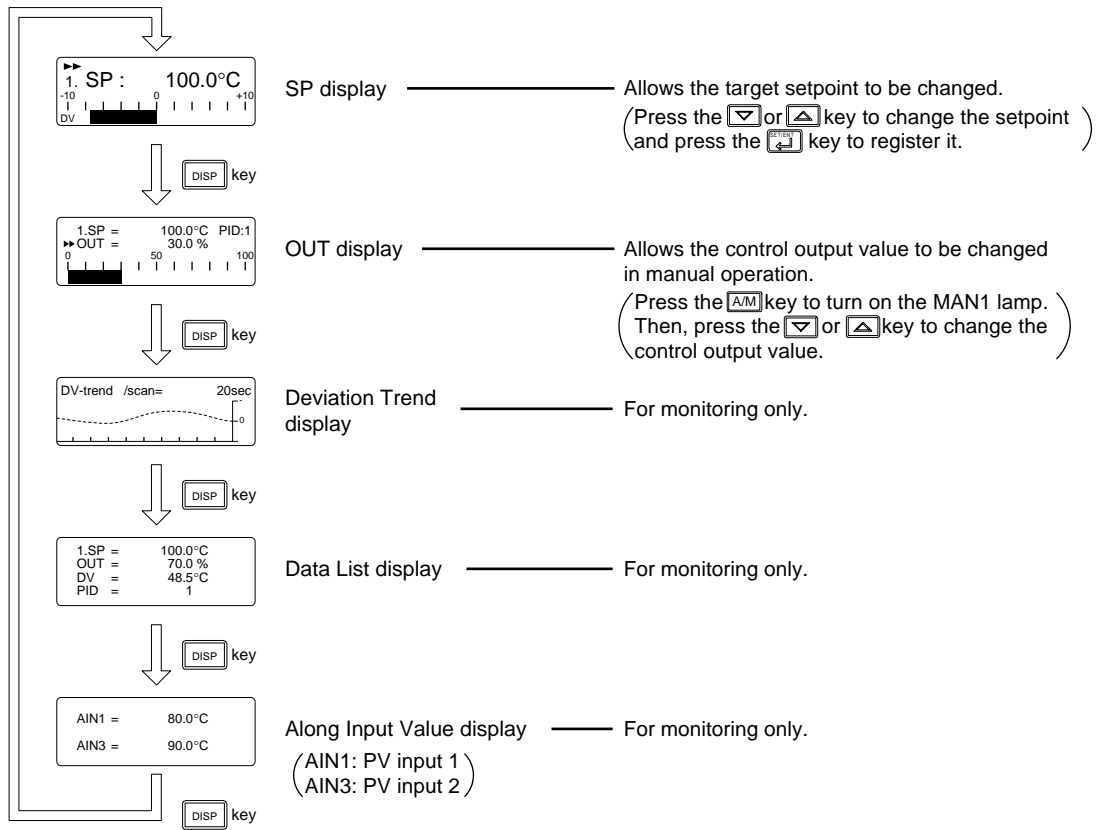 ▶▶
1. SP : 100.0°C
-10 0 +10
DV
SP display
Allows the target setpoint to be changed.
(Press the ▽ or △ key to change the setpoint
and press the SET/ENT key to register it.)
DISP key
1.SP = 100.0°C PID:1
▶▶OUT = 30.0 %
0 50 100
OUT display
Allows the control output value to be changed
in manual operation.
(Press the A/M key to turn on the MAN1 lamp.
Then, press the ▽ or △ key to change the
control output value.)
DISP key
DV-trend /scan= 20sec
0
Deviation Trend
display
For monitoring only.
DISP key
1.SP = 100.0°C
OUT = 70.0 %
DV = 48.5°C
PID = 1
Data List display
For monitoring only.
DISP key
AIN1 = 80.0°C
AIN3 = 90.0°C
Along Input Value display
For monitoring only.
(AIN1: PV input 1
AIN3: PV input 2)
DISP key